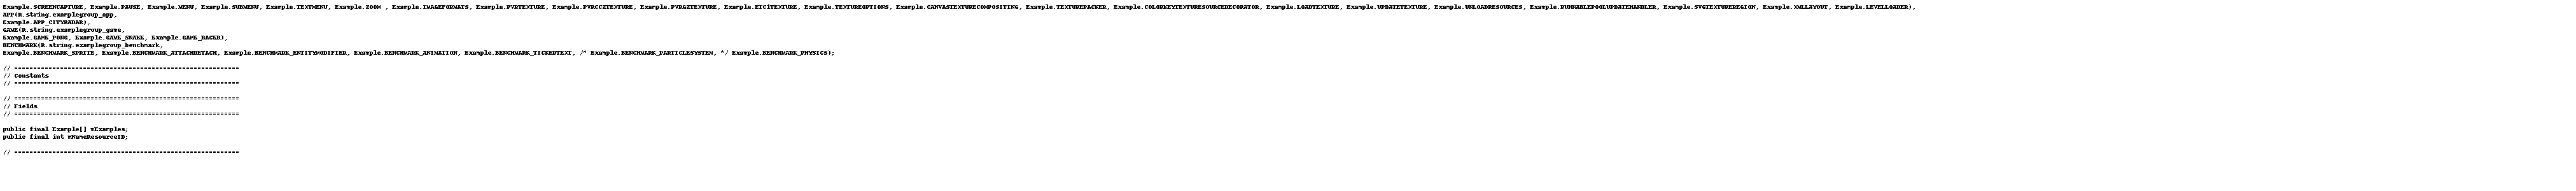 Example.SCREENCAPTURE, Example.PAUSE, Example.MENU, Example.SUBMENU, Example.TEXTMENU, Example.ZOOM , Example.IMAGEFORMATS, Example.PVRTEXTURE, Example.PVRCCZTEXTURE, Example.PVRGZTEXTURE, Example.ETC1TEXTURE, Example.TEXTUREOPTIONS, Example.CANVASTEXTURECOMPOSITING, Example.TEXTUREPACKER, Example.COLORKEYTEXTURESOURCEDECORATOR, Example.LOADTEXTURE, Example.UPDATETEXTURE, Example.UNLOADRESOURCES, Example.RUNNABLEPOOLUPDATEHANDLER, Example.SVGTEXTUREREGION, Example.XMLLAYOUT, Example.LEVELLOADER),
APP(R.string.examplegroup_app,
Example.APP_CITYRADAR),
GAME(R.string.examplegroup_game,
Example.GAME_PONG, Example.GAME_SNAKE, Example.GAME_RACER),
BENCHMARK(R.string.examplegroup_benchmark,
Example.BENCHMARK_SPRITE, Example.BENCHMARK_ATTACHDETACH, Example.BENCHMARK_ENTITYMODIFIER, Example.BENCHMARK_ANIMATION, Example.BENCHMARK_TICKERTEXT, /* Example.BENCHMARK_PARTICLESYSTEM, */ Example.BENCHMARK_PHYSICS);
// ===========================================================
// Constants
// ===========================================================
// ===========================================================
// Fields
// ===========================================================
public final Example[] mExamples;
public final int mNameResourceID;
// ===========================================================